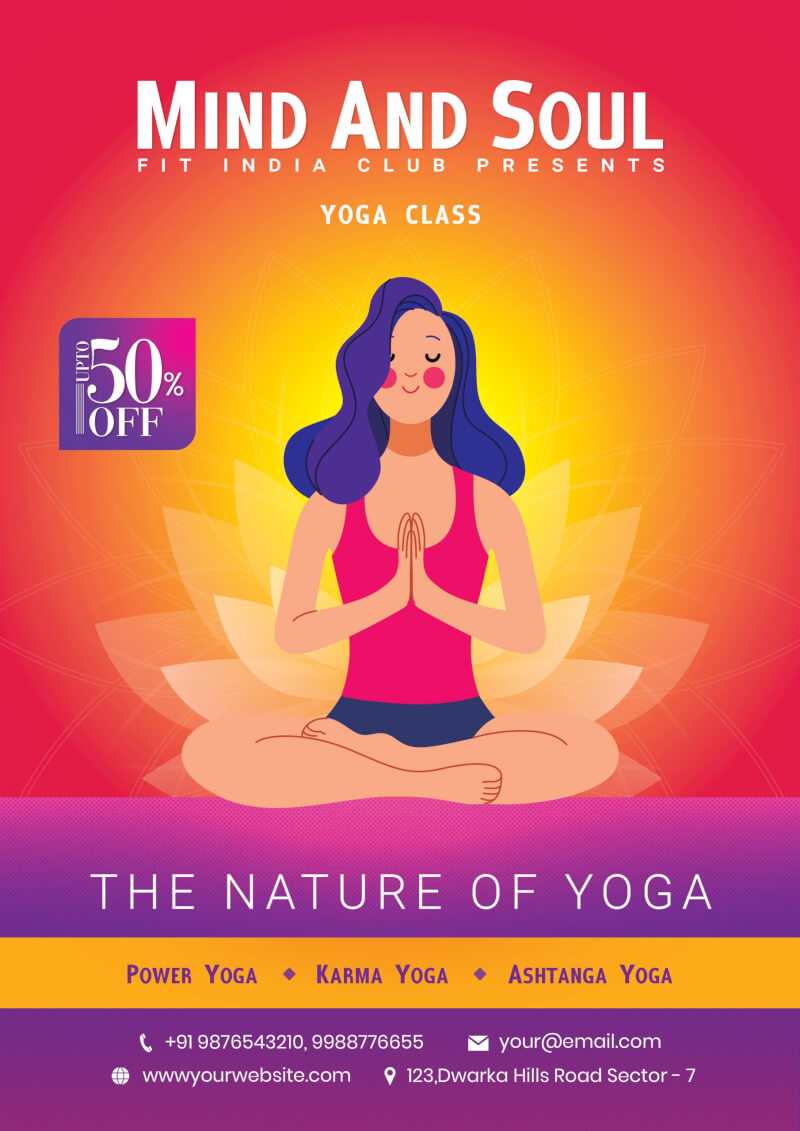 MIND AND SOUL
FIT INDIA CLUB PRESENTS
YOGA CLASS
UPTO
50%
OFF
THE NATURE OF YOGA
POWER YOGA ◆ KARMA YOGA ◆ ASHTANGA YOGA
+91 9876543210, 9988776655 your@email.com
wwwyourwebsite.com 123,Dwarka Hills Road Sector - 7